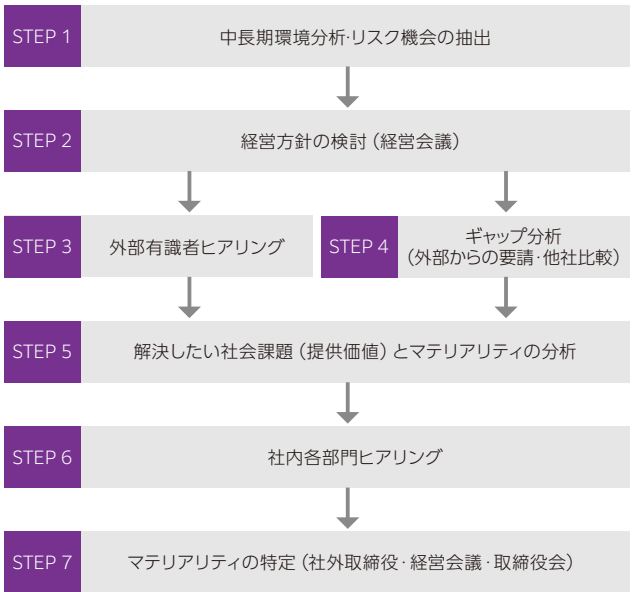 STEP 1
中長期環境分析・リスク機会の抽出
STEP 2
経営方針の検討（経営会議）
STEP 3
外部有識者ヒアリング
STEP 4
ギャップ分析
（外部からの要請・他社比較）
STEP 5
解決したい社会課題（提供価値）とマテリアリティの分析
STEP 6
社内各部門ヒアリング
STEP 7
マテリアリティの特定（社外取締役・経営会議・取締役会）